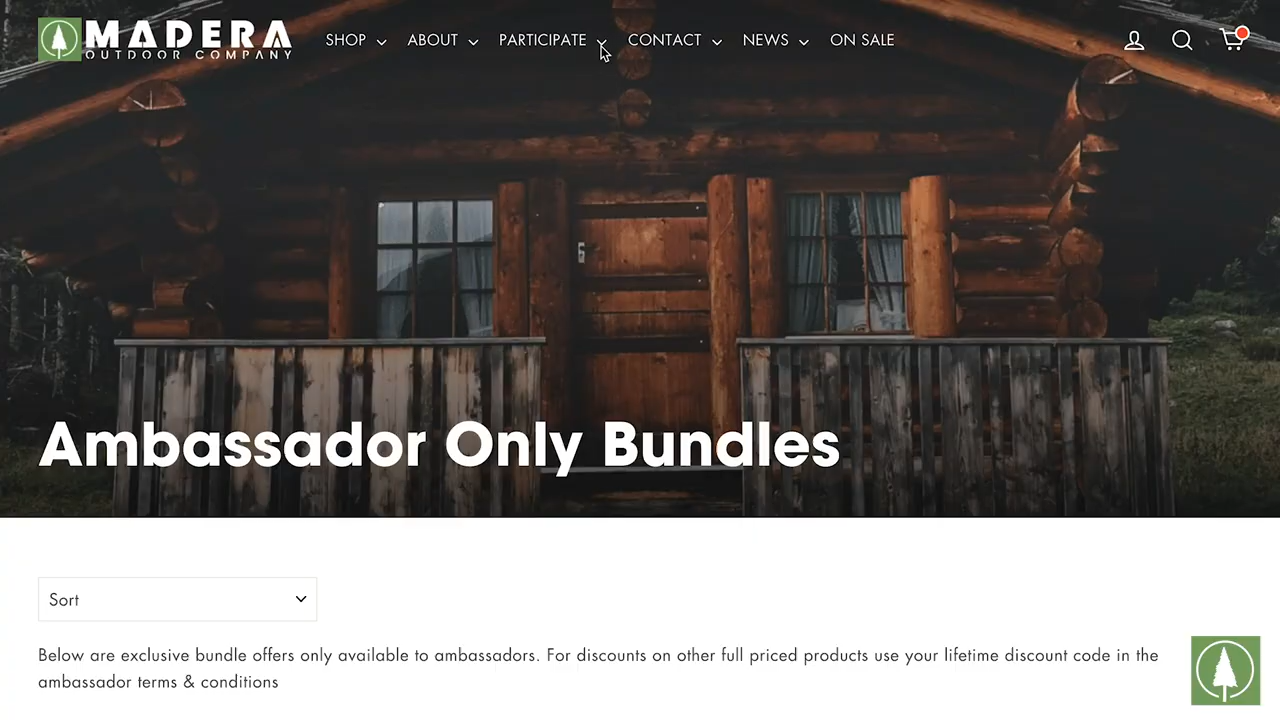 MADERA
OUTDOOR COMPANY
SHOP ABOUT PARTICIPATE CONTACT NEWS ON SALE
Ambassador Only Bundles
Sort
Below are exclusive bundle offers only available to ambassadors. For discounts on other full priced products use your lifetime discount code in the
ambassador terms & conditions